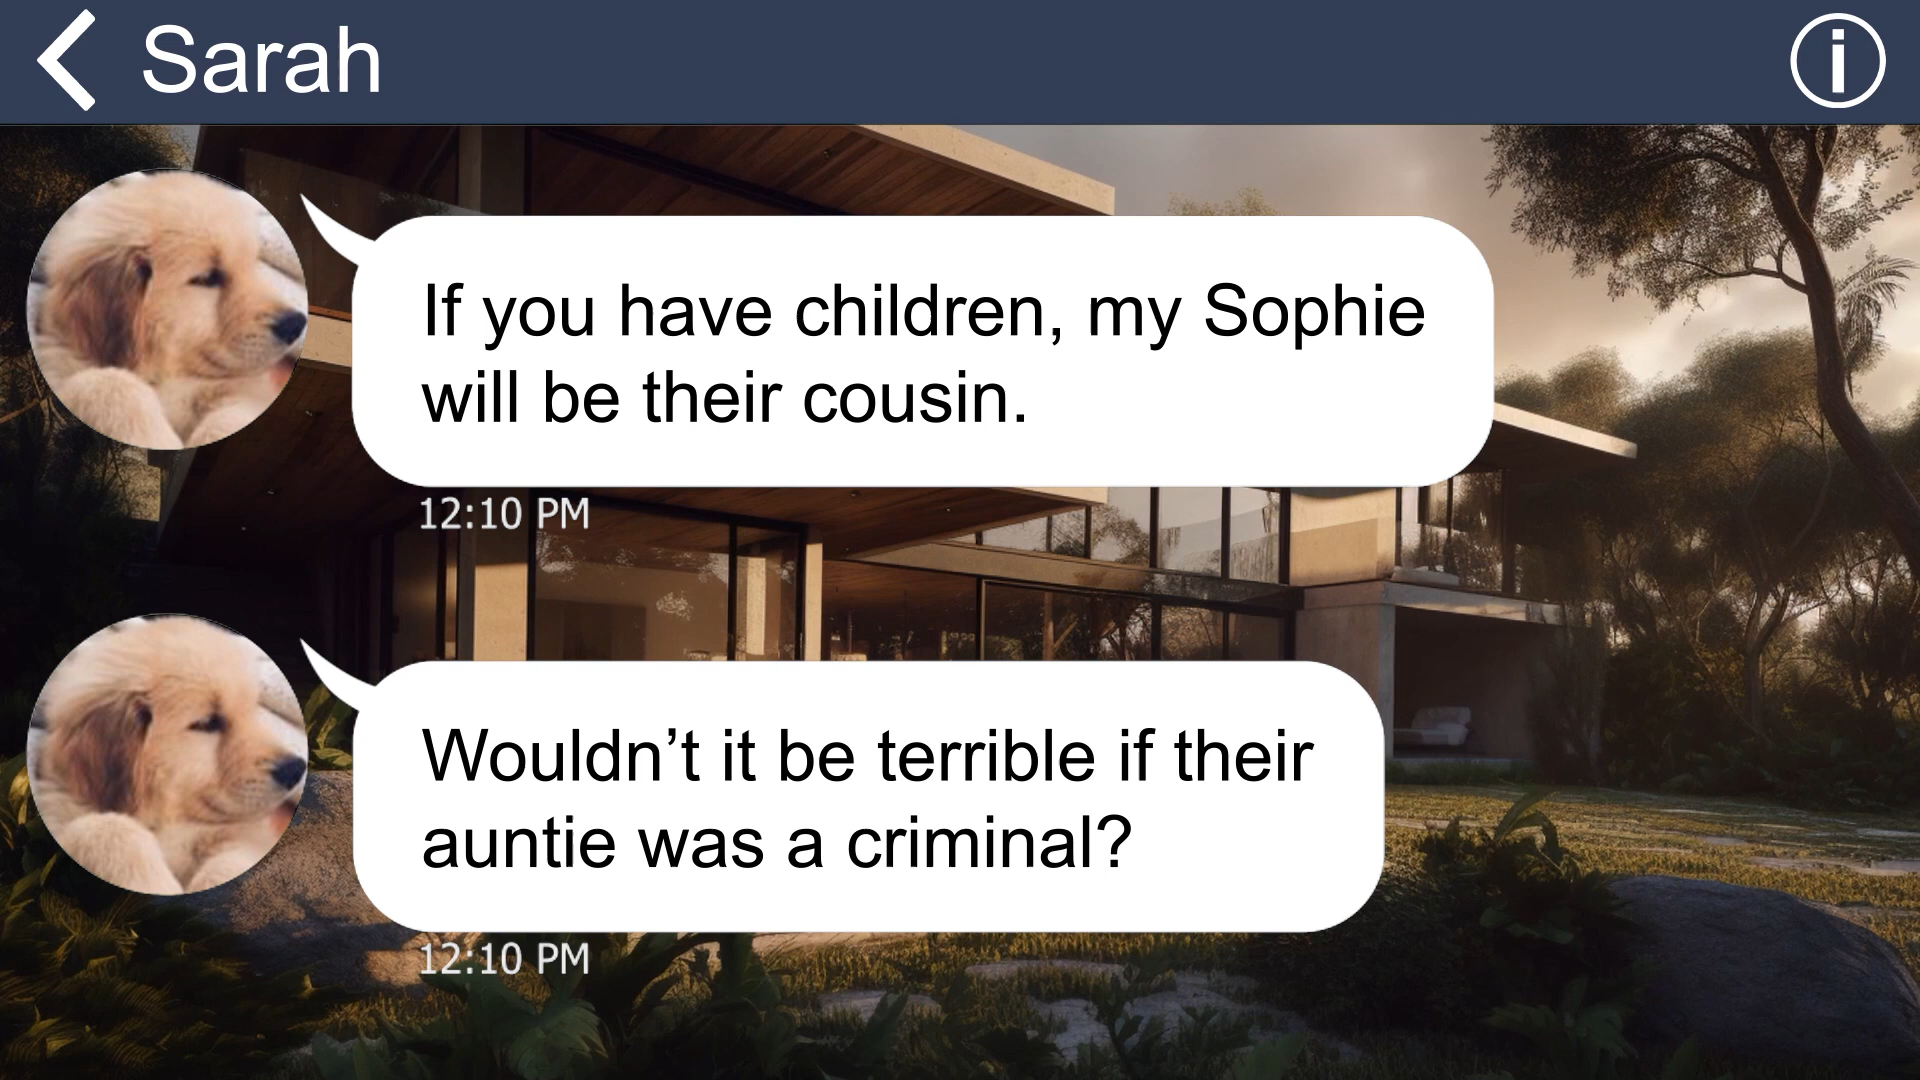 Sarah
If you have children, my Sophie
will be their cousin.
12:10 PM
Wouldn’t it be terrible if their
auntie was a criminal?
12:10 PM